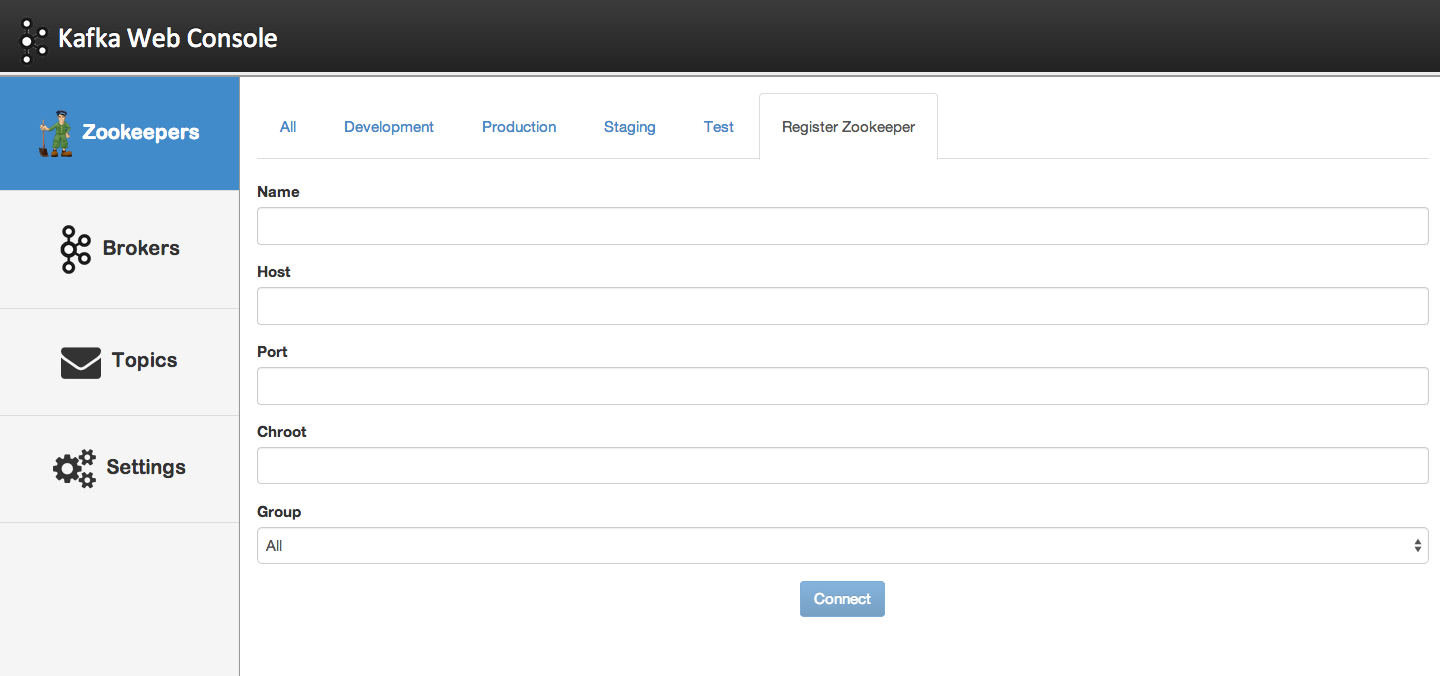 Kafka Web Console
Zookeepers
Brokers
Topics
Settings
All Development Production Staging Test Register Zookeeper
Name
Host
Port
Chroot
Group
All
Connect